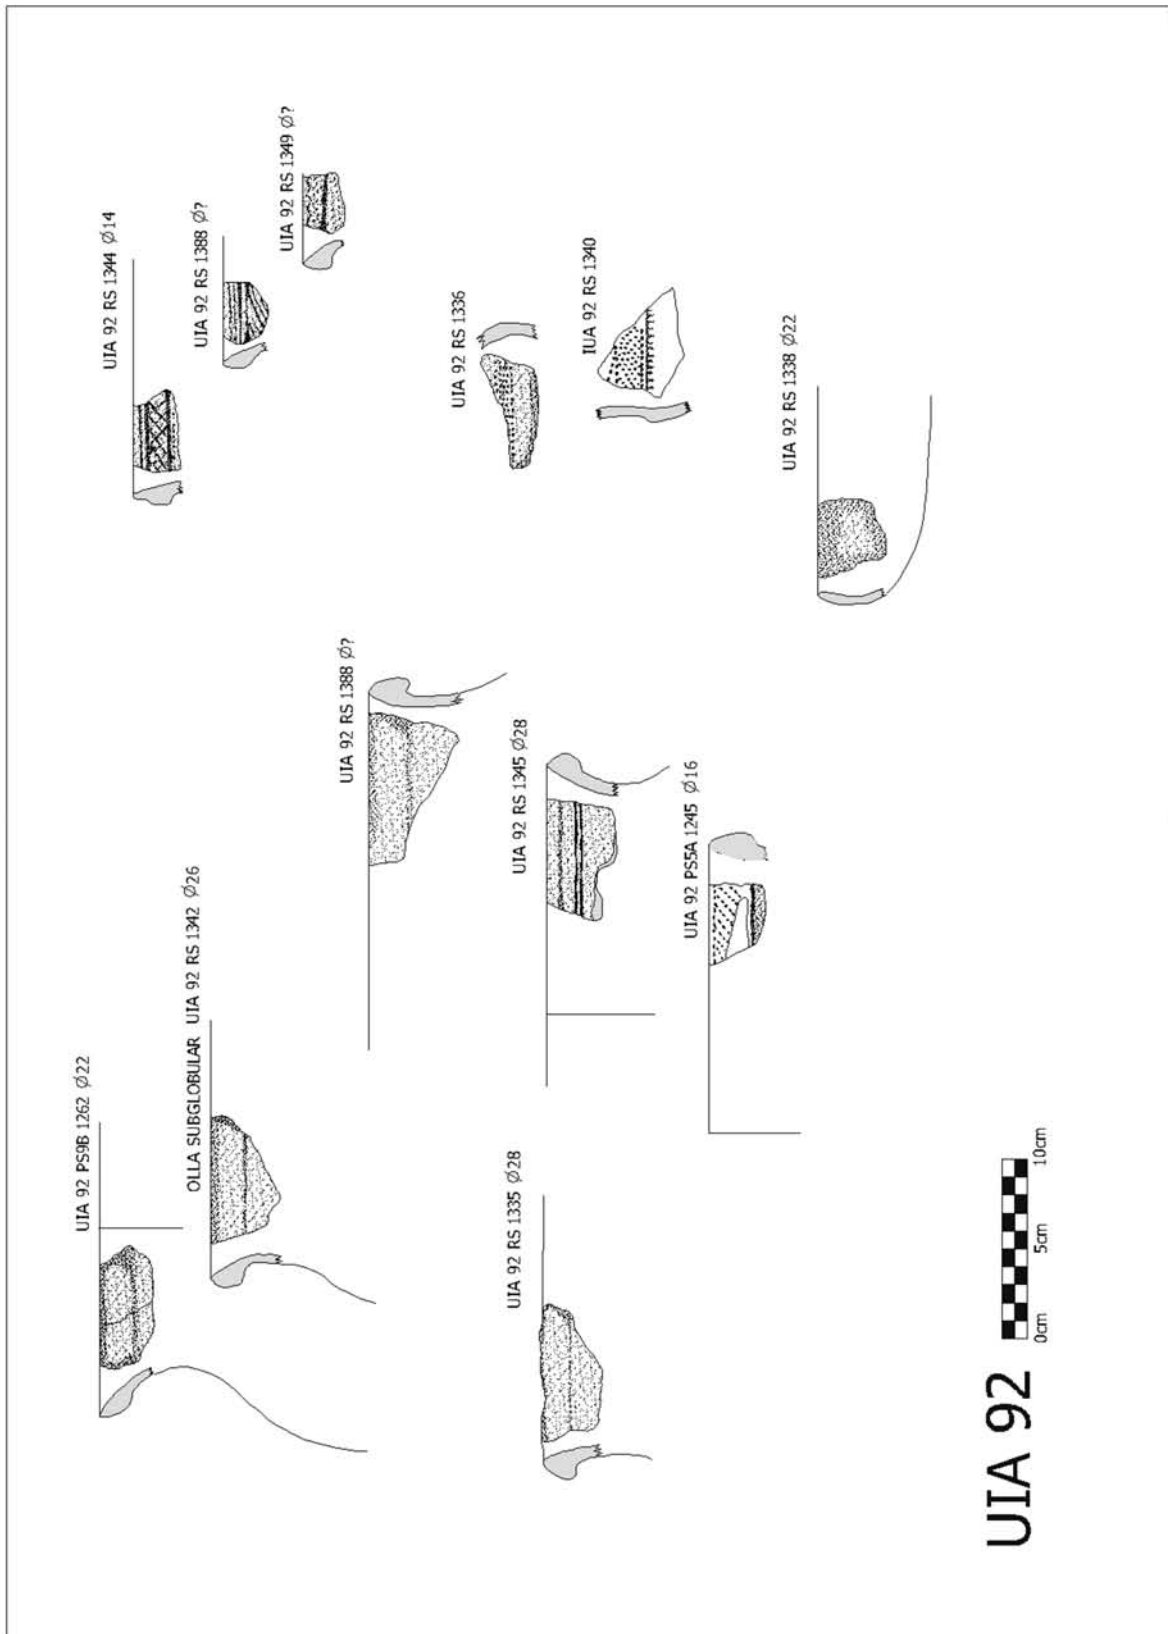 UIA 92 RS 1344 Ø14
UIA 92 RS 1388 Ø?
UIA 92 RS 1349 Ø?
UIA 92 RS 1336
IUA 92 RS 1340
UIA 92 RS 1338 Ø22
UIA 92 RS 1388 Ø?
UIA 92 RS 1345 Ø28
UIA 92 PS5A 1245 Ø16
UIA 92 PS9B 1262 Ø22
OLLA SUBGLOBULAR UIA 92 RS 1342 Ø26
UIA 92 RS 1335 Ø28
UIA 92
0cm 5cm 10cm